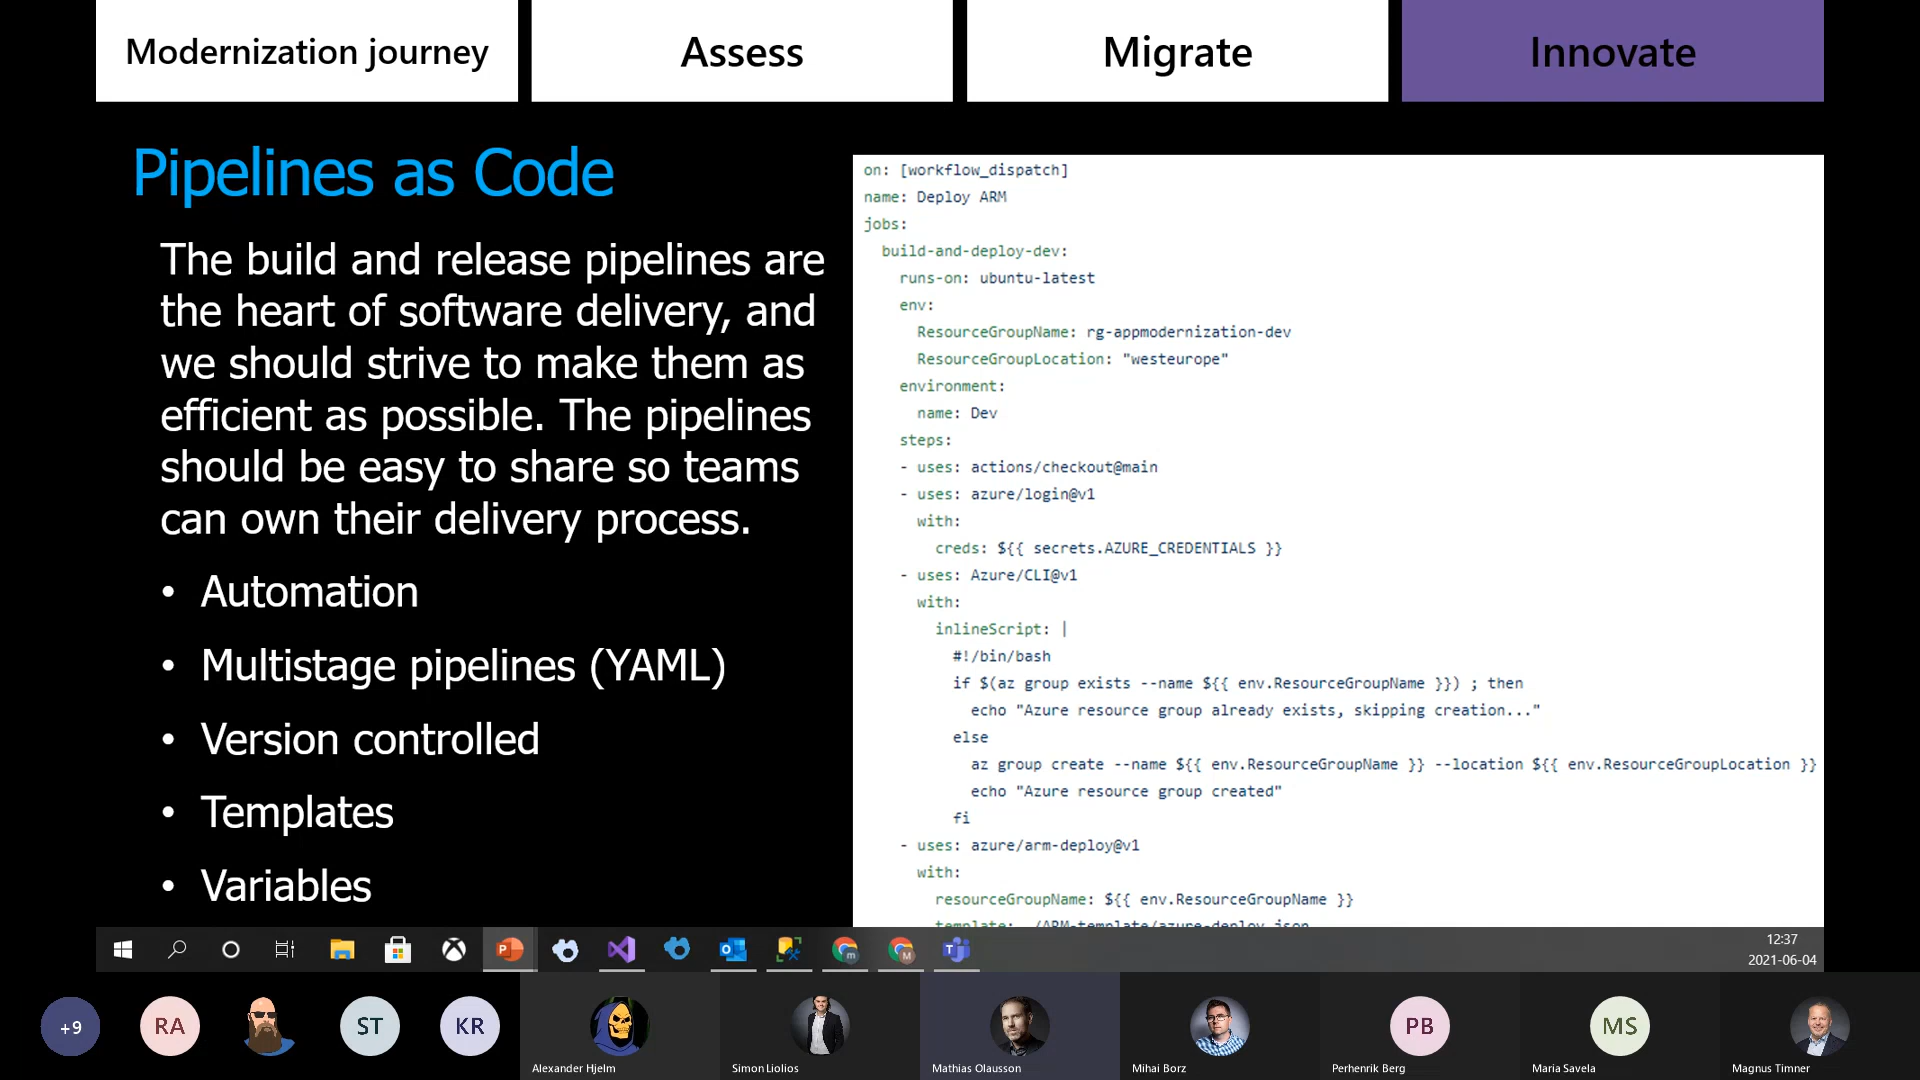 Modernization journey
Assess
Migrate
Innovate
Pipelines as Code
The build and release pipelines are
the heart of software delivery, and
we should strive to make them as
efficient as possible. The pipelines
should be easy to share so teams
can own their delivery process.
• Automation
• Multistage pipelines (YAML)
• Version controlled
• Templates
• Variables
on: [workflow_dispatch]
name: Deploy ARM
jobs:
build-and-deploy-dev:
runs-on: ubuntu-latest
env:
ResourceGroupName: rg-appmodernization-dev
ResourceGroupLocation: "westeurope"
environment:
name: Dev
steps:
- uses: actions/checkout@main
- uses: azure/login@v1
with:
creds: ${{ secrets.AZURE_CREDENTIALS }}
- uses: Azure/CLI@v1
with:
inlineScript: |
#!/bin/bash
if $(az group exists --name ${{ env.ResourceGroupName }}) ; then
echo "Azure resource group already exists, skipping creation..."
else
az group create --name ${{ env.ResourceGroupName }} --location ${{ env.ResourceGroupLocation }}
echo "Azure resource group created"
fi
- uses: azure/arm-deploy@v1
with:
resourceGroupName: ${{ env.ResourceGroupName }}
template: ./ARM-template/azure-deploy.json
12:37
2021-06-04
+9
RA
ST
KR
PB
MS
Alexander Hjelm
Simon Liolios
Mathias Olausson
Mihai Borz
Perhenrik Berg
Maria Savela
Magnus Timner